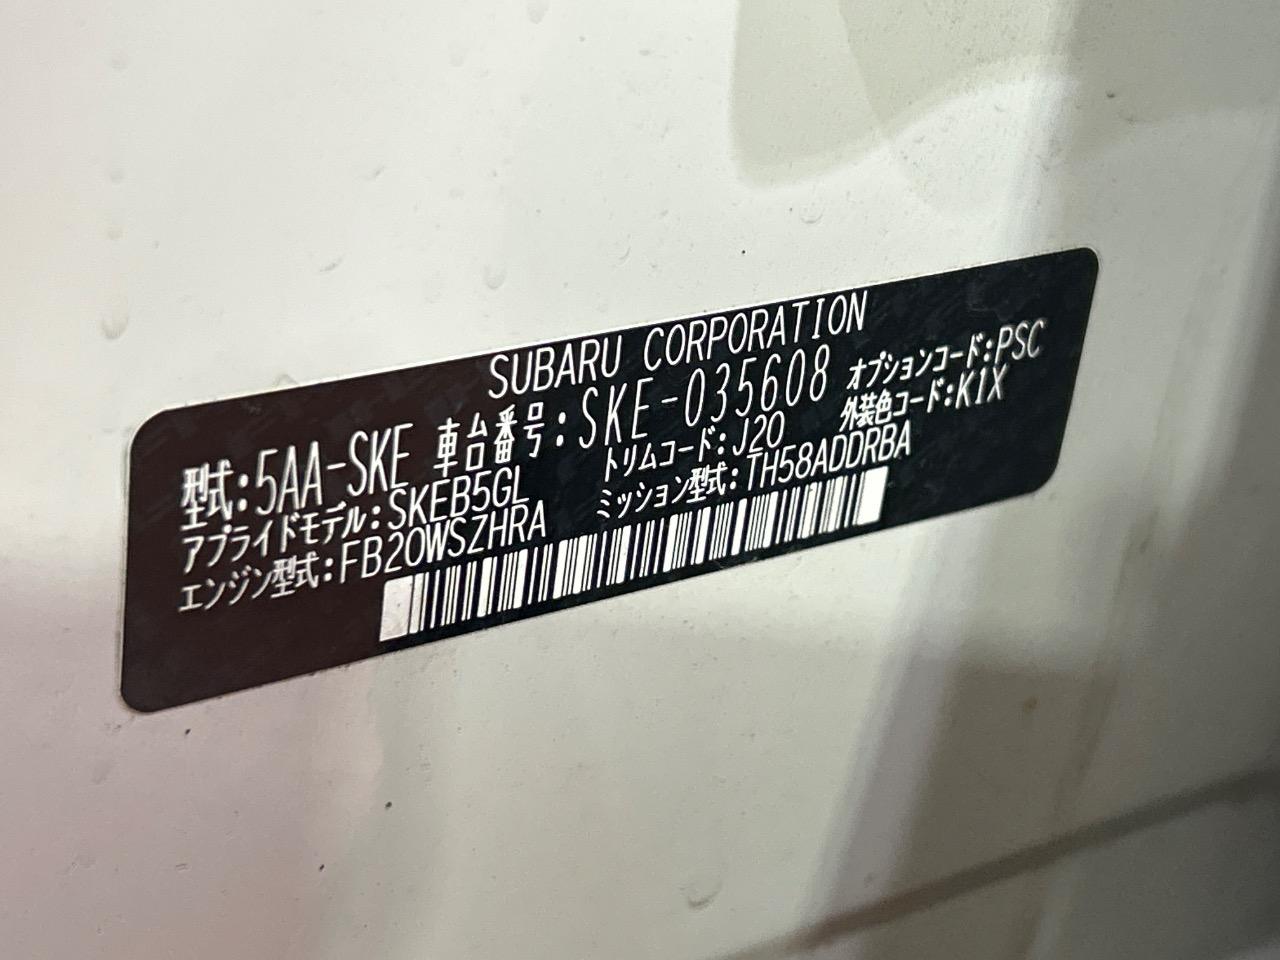 SUBARU CORPORATION
型式:5AA-SKE 車台番号:SKE-035608 オプションコード:PSC
アプライドモデル:SKEB5GL トリムコード:J20 外装色コード:K1X
エンジン型式:FB20WSZHRA ミッション型式:TH58ADDRBA